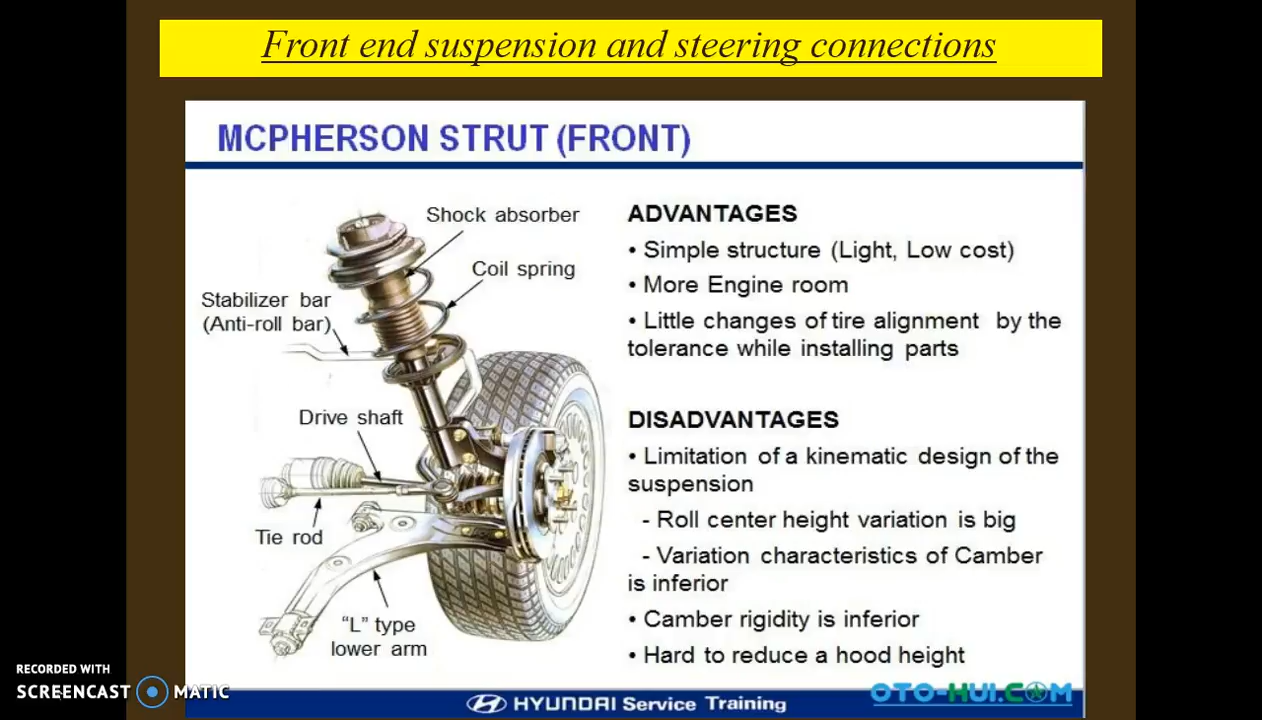 Front end suspension and steering connections
MCPHERSON STRUT (FRONT)
Shock absorber
Coil spring
Stabilizer bar
(Anti-roll bar)
Drive shaft
Tie rod
“L” type
lower arm
ADVANTAGES
• Simple structure (Light, Low cost)
• More Engine room
• Little changes of tire alignment by the
tolerance while installing parts
DISADVANTAGES
• Limitation of a kinematic design of the
suspension
- Roll center height variation is big
- Variation characteristics of Camber
is inferior
• Camber rigidity is inferior
• Hard to reduce a hood height
RECORDED WITH
SCREENCAST MATIC
HYUNDAI Service Training
OTO-HUI.COM